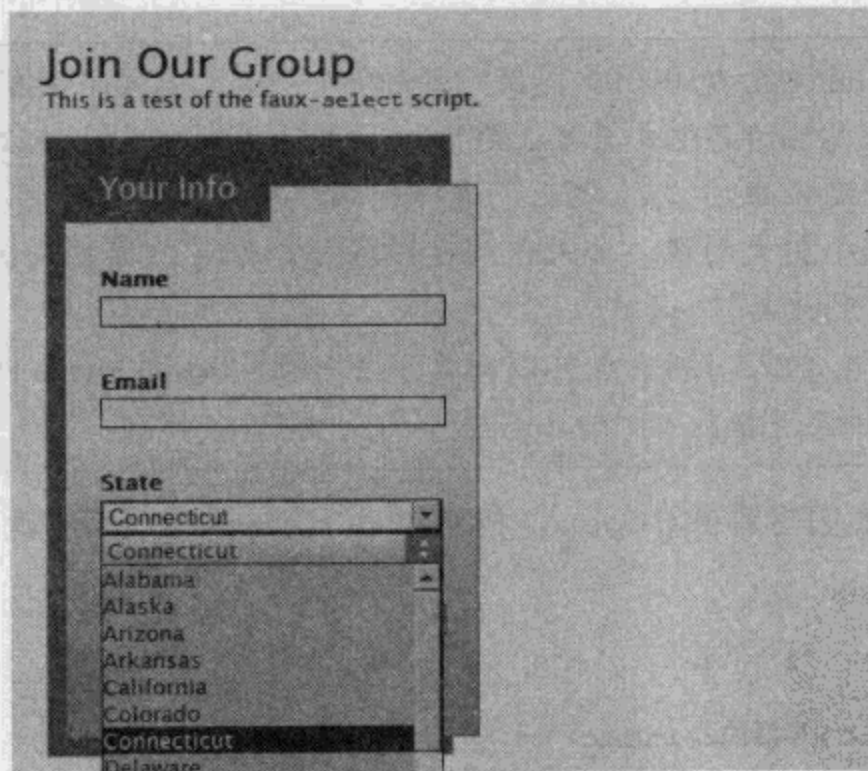 Join Our Group
This is a test of the faux-select script.
Your Info
Name
Email
State
Connecticut
Connecticut
Alabama
Alaska
Arizona
Arkansas
California
Colorado
Connecticut
Delaware